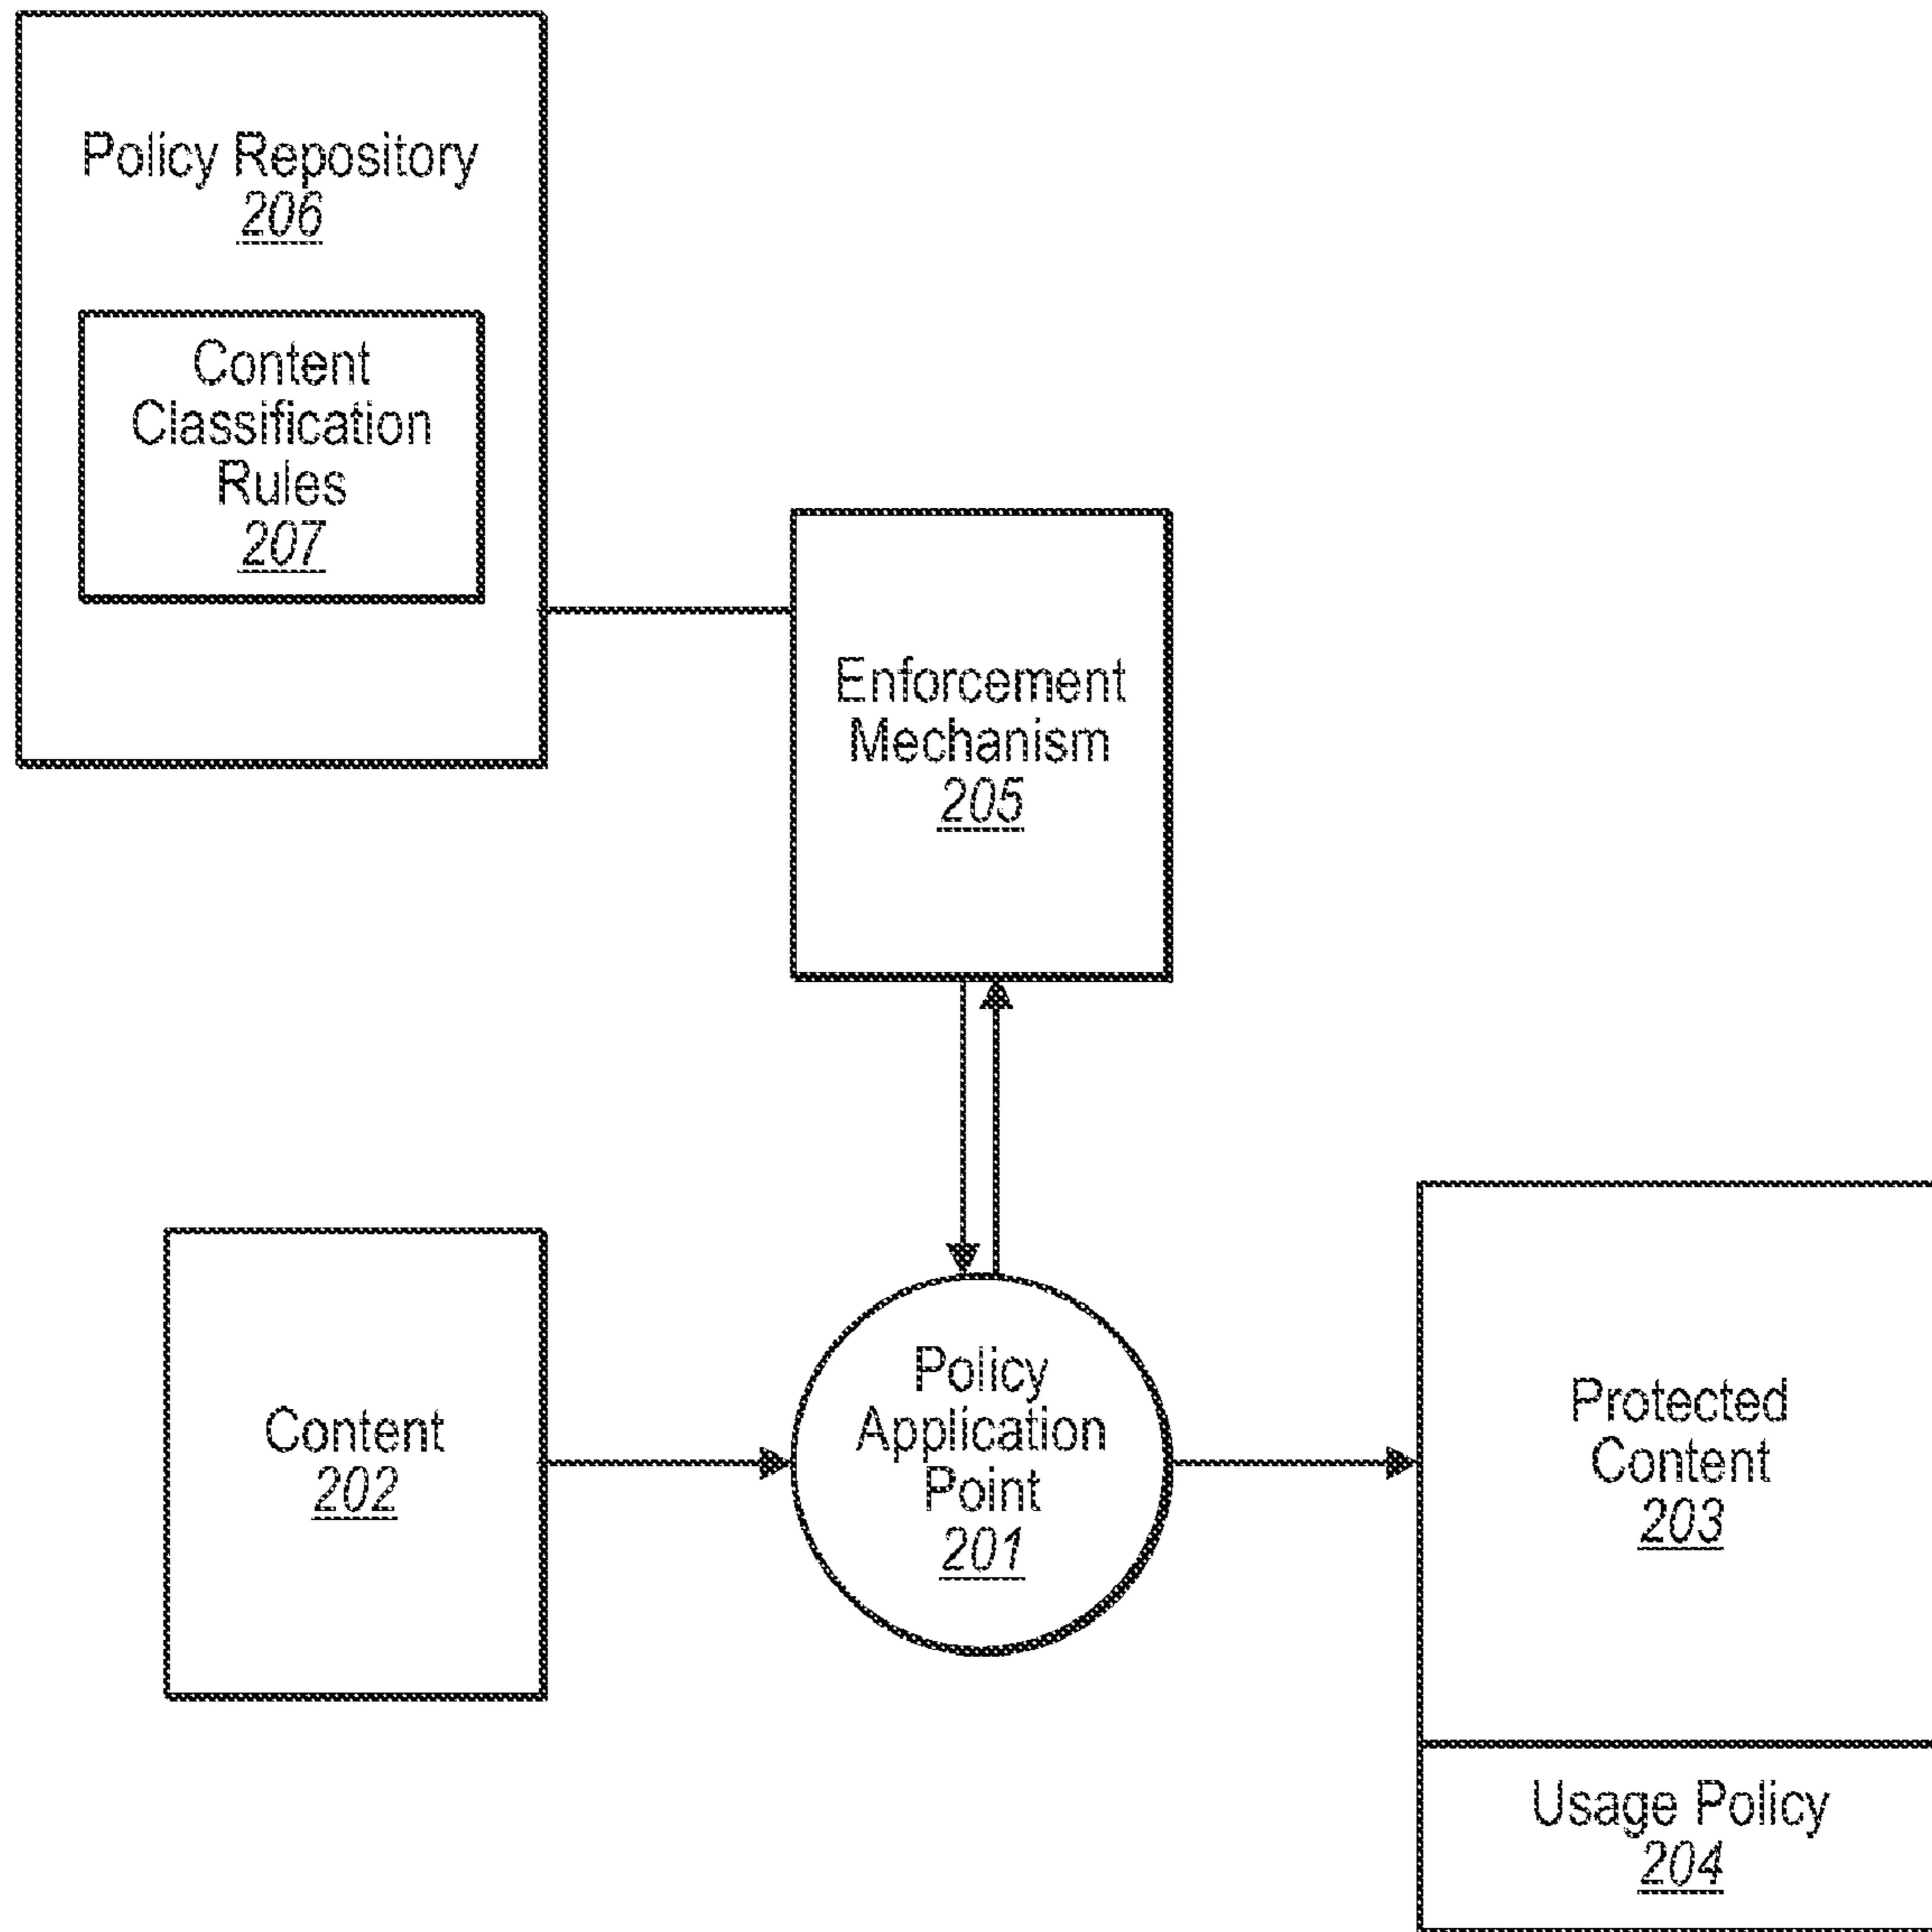 Policy Repository
206
Content
Classification
Rules
207
Enforcement
Mechanism
205
Content
202
Policy
Application
Point
201
Protected
Content
203
Usage Policy
204